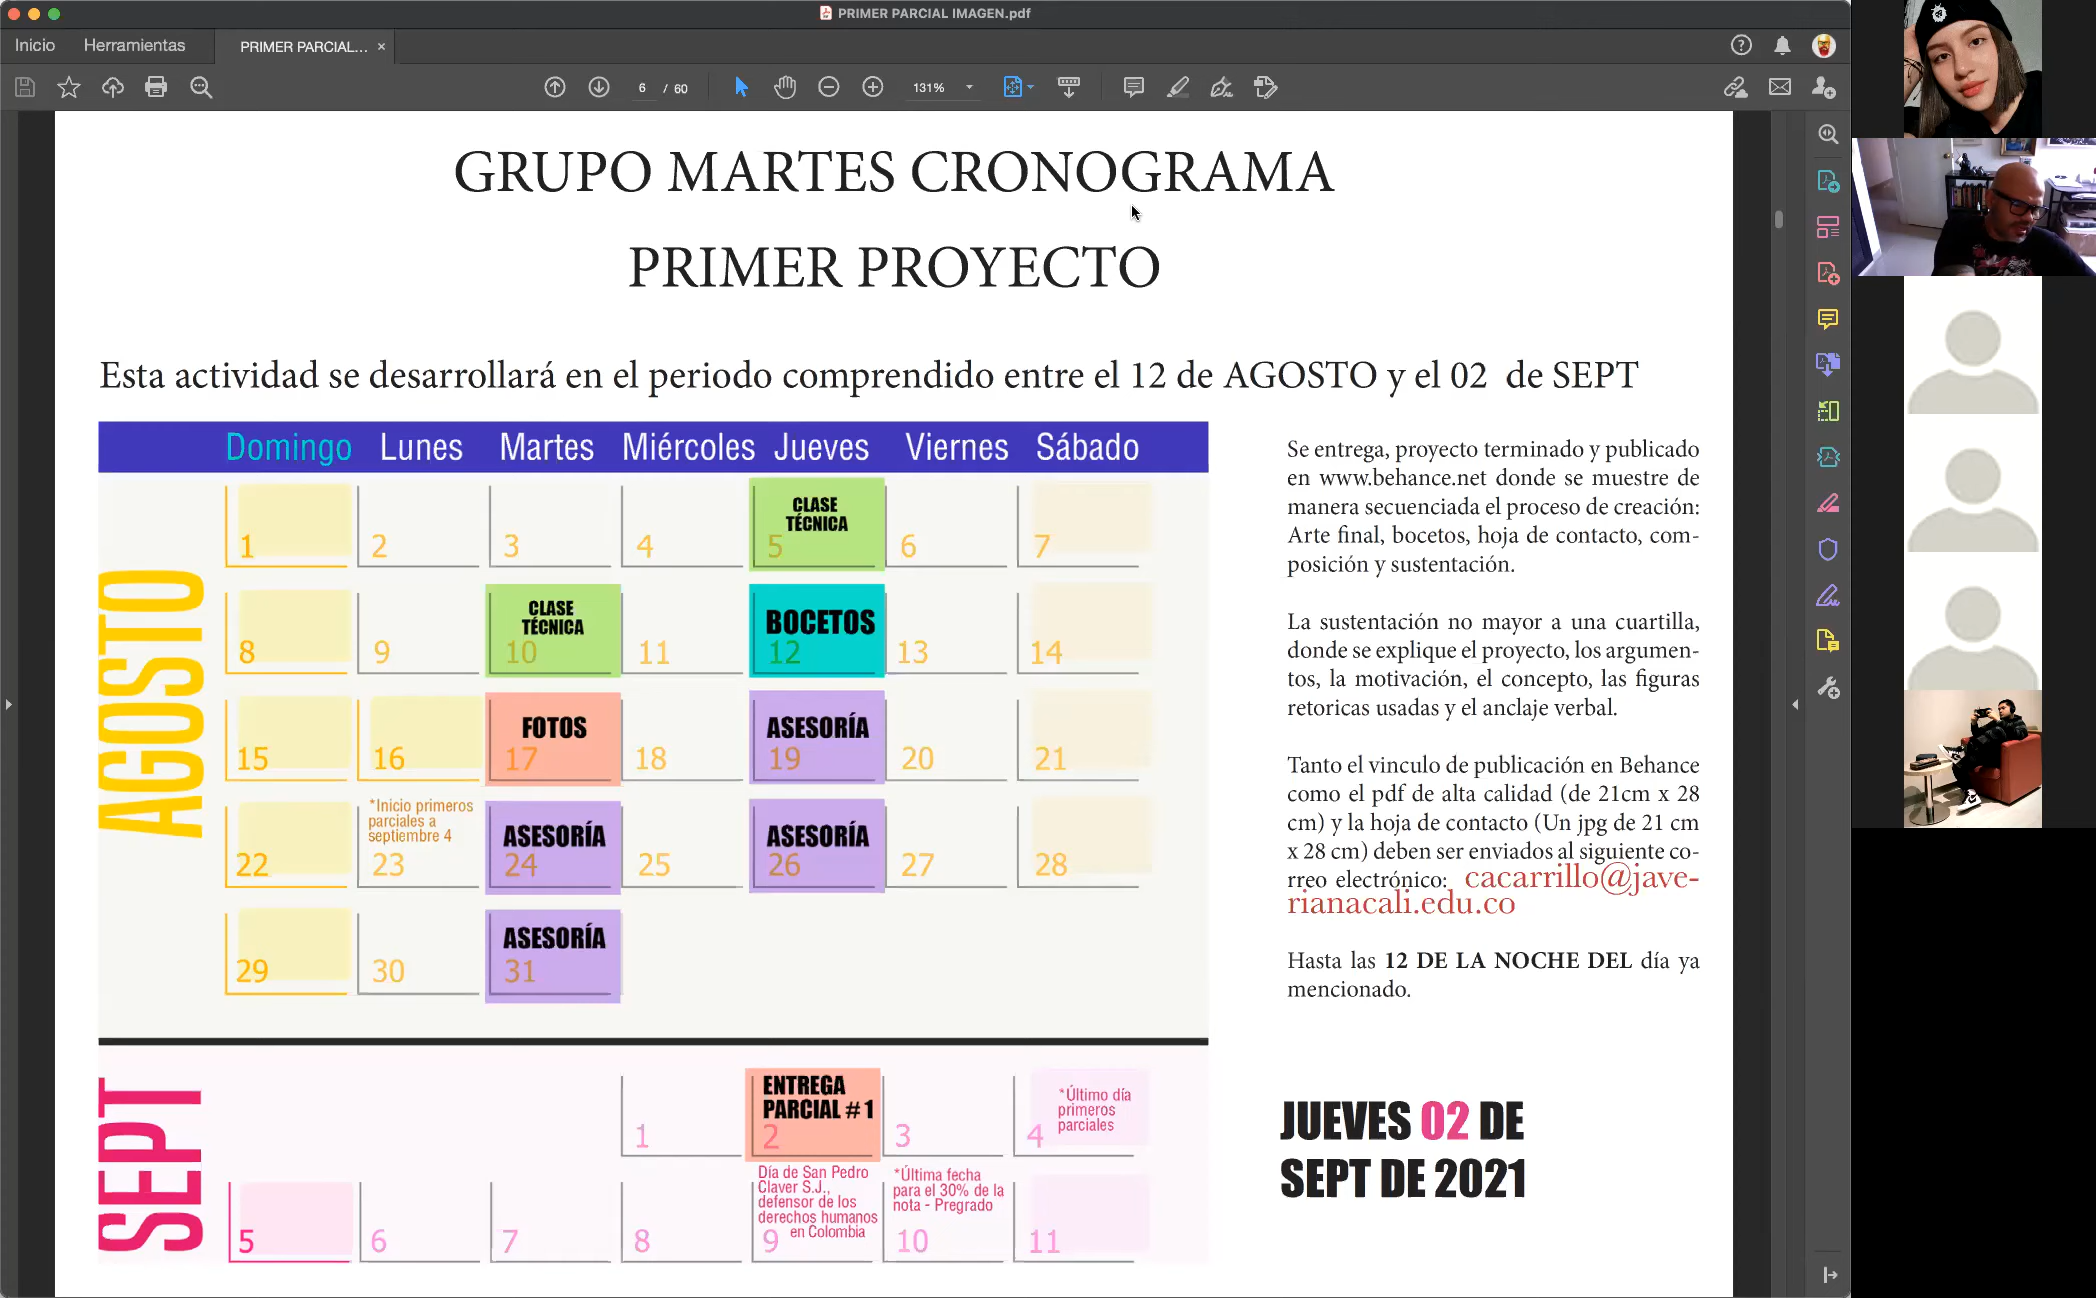 PRIMER PARCIAL IMAGEN.pdf
Inicio
Herramientas
PRIMER PARCIAL... ×
6 / 60
131%
GRUPO MARTES CRONOGRAMA
PRIMER PROYECTO
Esta actividad se desarrollará en el periodo comprendido entre el 12 de AGOSTO y el 02 de SEPT
Domingo Lunes Martes Miércoles Jueves Viernes Sábado
AGOSTO
CLASE
TÉCNICA
1 2 3 4 5 6 7
CLASE
TÉCNICA
BOCETOS
8 9 10 11 12 13 14
FOTOS
ASESORÍA
15 16 17 18 19 20 21
*Inicio primeros
parciales a
septiembre 4
ASESORÍA
ASESORÍA
22 23 24 25 26 27 28
ASESORÍA
29 30 31
SEPT
ENTREGA
PARCIAL #1
*Último día
primeros
parciales
1 2 3 4
Día de San Pedro
Claver S.J.,
defensor de los
derechos humanos
en Colombia
*Última fecha
para el 30% de la
nota - Pregrado
5 6 7 8 9 10 11
Se entrega, proyecto terminado y publicado
en www.behance.net donde se muestre de
manera secuenciada el proceso de creación:
Arte final, bocetos, hoja de contacto, com-
posición y sustentación.
La sustentación no mayor a una cuartilla,
donde se explique el proyecto, los argumen-
tos, la motivación, el concepto, las figuras
retoricas usadas y el anclaje verbal.
Tanto el vinculo de publicación en Behance
como el pdf de alta calidad (de 21cm x 28
cm) y la hoja de contacto (Un jpg de 21 cm
x 28 cm) deben ser enviados al siguiente co-
rreo electrónico: cacarrillo@jave-
rianacali.edu.co
Hasta las 12 DE LA NOCHE DEL día ya
mencionado.
JUEVES 02 DE
SEPT DE 2021